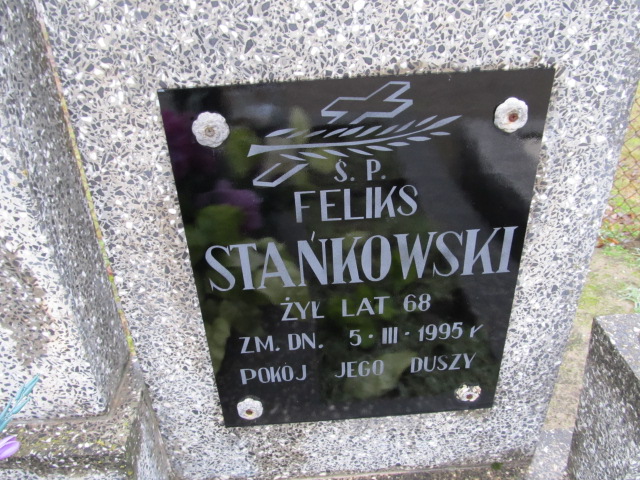 Ś. P.
FELIKS
STAŃKOWSKI
ŻYŁ LAT 68
ZM. DN. 5 · III · 1995 r
POKÓJ JEGO DUSZY